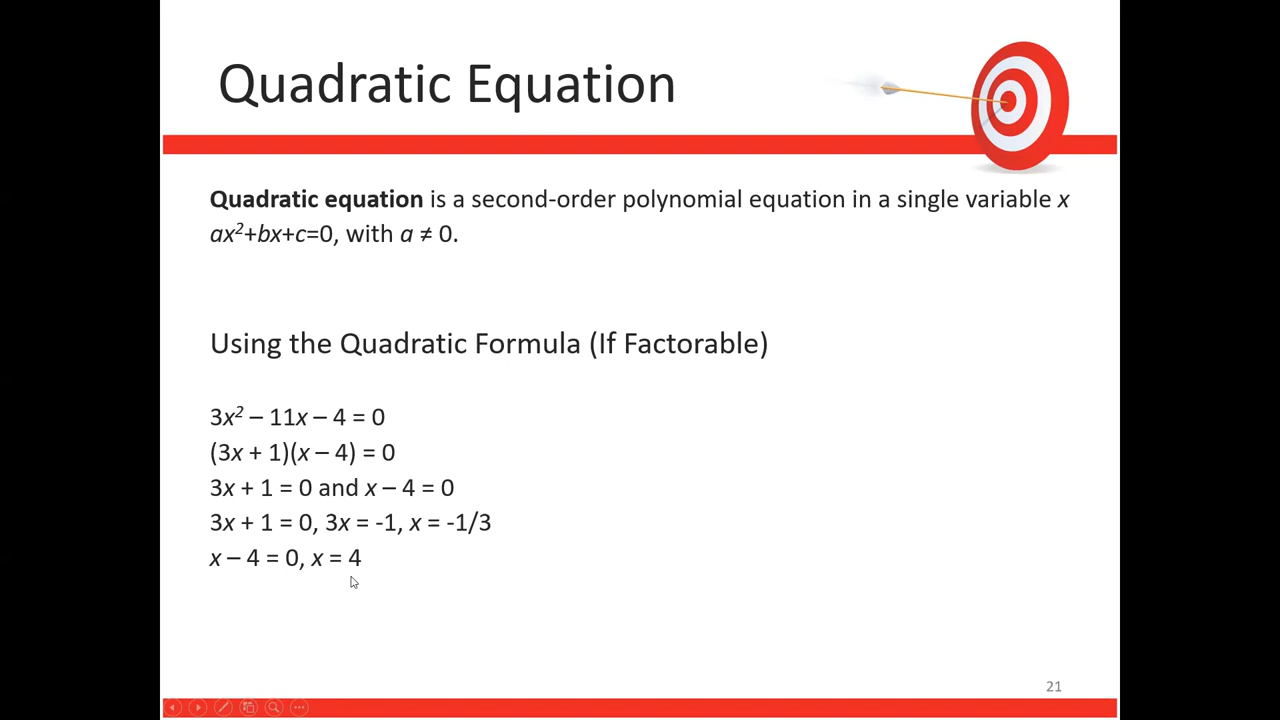 Quadratic Equation
Quadratic equation is a second-order polynomial equation in a single variable x
ax²+bx+c=0, with a ≠ 0.
Using the Quadratic Formula (If Factorable)
3x² – 11x – 4 = 0
(3x + 1)(x – 4) = 0
3x + 1 = 0 and x – 4 = 0
3x + 1 = 0, 3x = -1, x = -1/3
x – 4 = 0, x = 4
21